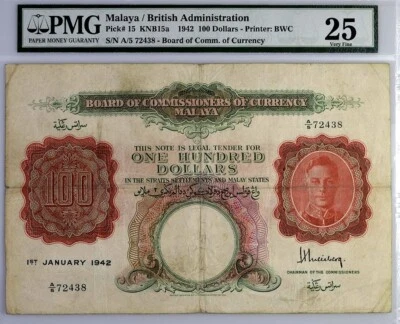 PMG
PAPER MONEY GUARANTY
Malaya / British Administration
Pick# 15 KNB15a 1942 100 Dollars - Printer: BWC
S/N A/5 72438 - Board of Comm. of Currency
25
Very Fine
BOARD OF COMMISSIONERS OF CURRENCY
MALAYA
A/5 72438
THIS NOTE IS LEGAL TENDER FOR
ONE HUNDRED
DOLLARS
IN THE STRAITS SETTLEMENTS AND MALAY STATES
100
1ST JANUARY 1942
A/5 72438
CHAIRMAN OF THE COMMISSIONERS